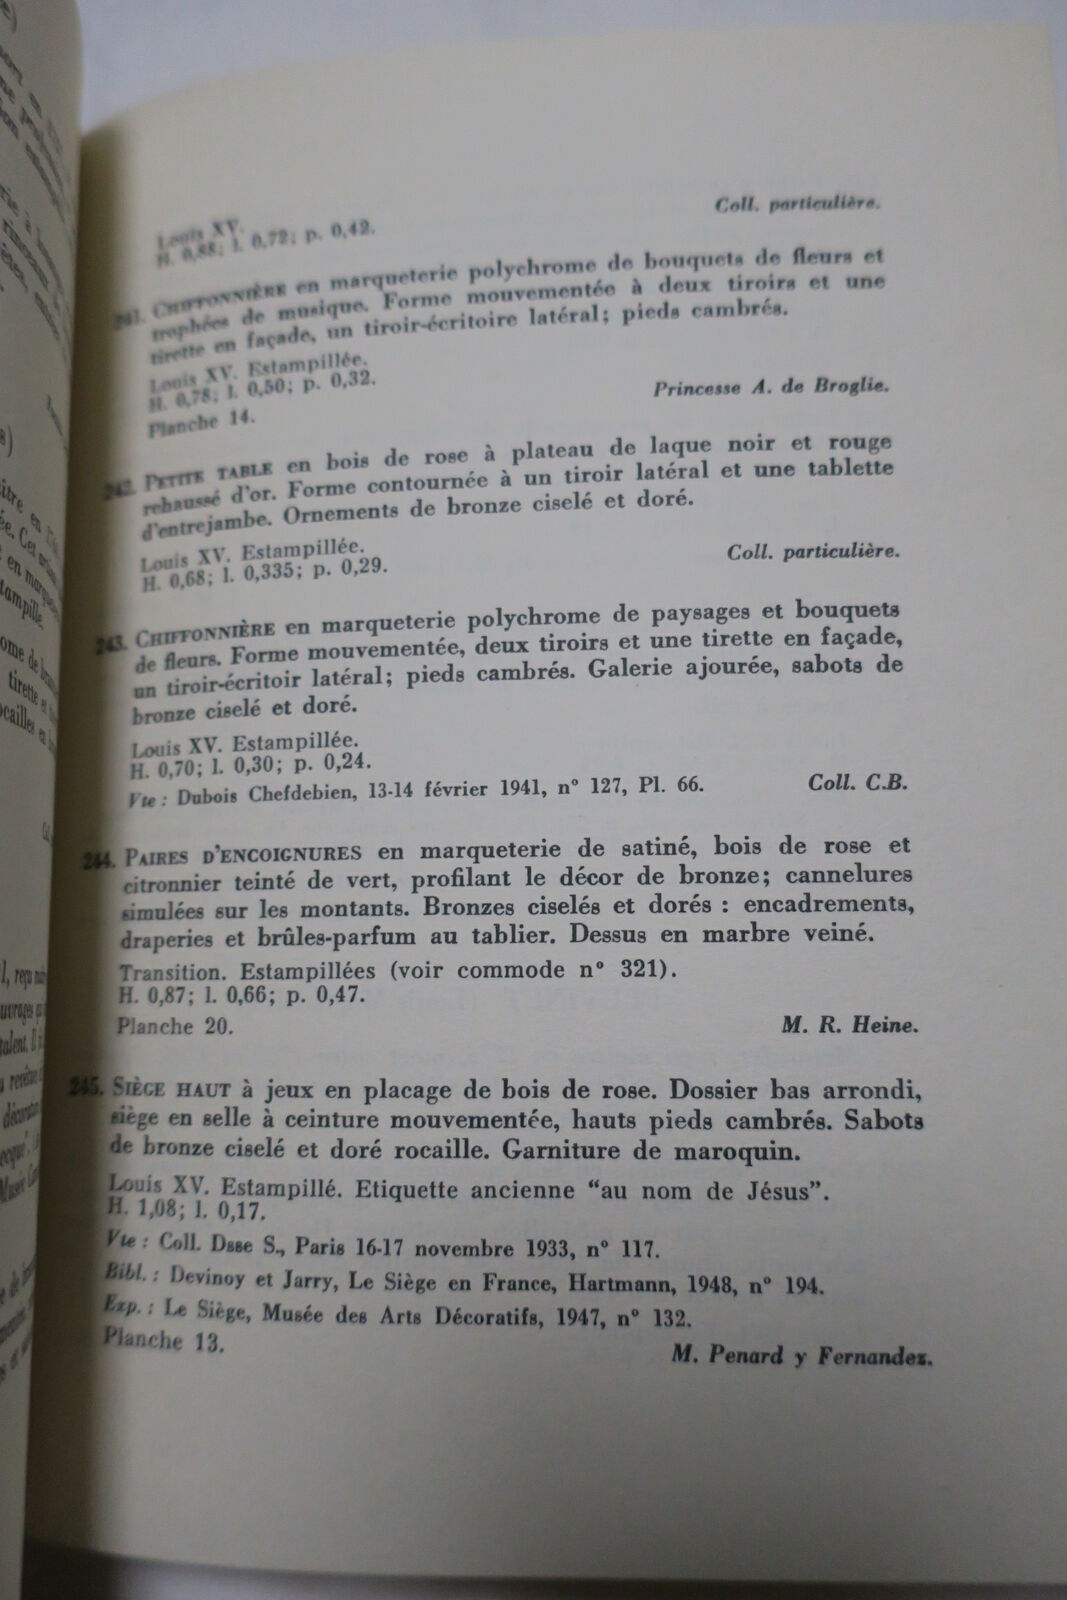 Louis XV.
H. 0,88; l. 0,72; p. 0,42.
Coll. particulière.
241. CHIFFONNIÈRE en marqueterie polychrome de bouquets de fleurs et
trophées de musique. Forme mouvementée à deux tiroirs et une
tirette en façade, un tiroir-écritoire latéral; pieds cambrés.
Louis XV. Estampillée.
H. 0,78; l. 0,50; p. 0,32.
Princesse A. de Broglie.
Planche 14.
242. PETITE TABLE en bois de rose à plateau de laque noir et rouge
rehaussé d'or. Forme contournée à un tiroir latéral et une tablette
d'entrejambe. Ornements de bronze ciselé et doré.
Louis XV. Estampillée.
Coll. particulière.
H. 0,68; l. 0,335; p. 0,29.
243. CHIFFONNIÈRE en marqueterie polychrome de paysages et bouquets
de fleurs. Forme mouvementée, deux tiroirs et une tirette en façade,
un tiroir-écritoir latéral; pieds cambrés. Galerie ajourée, sabots de
bronze ciselé et doré.
Louis XV. Estampillée.
H. 0,70; l. 0,30; p. 0,24.
Vte : Dubois Chefdebien, 13-14 février 1941, n° 127, Pl. 66.
Coll. C.B.
244. PAIRES D'ENCOIGNURES en marqueterie de satiné, bois de rose et
citronnier teinté de vert, profilant le décor de bronze; cannelures
simulées sur les montants. Bronzes ciselés et dorés : encadrements,
draperies et brûles-parfum au tablier. Dessus en marbre veiné.
Transition. Estampillées (voir commode n° 321).
H. 0,87; l. 0,66; p. 0,47.
Planche 20.
M. R. Heine.
245. SIÈGE HAUT à jeux en placage de bois de rose. Dossier bas arrondi,
siège en selle à ceinture mouvementée, hauts pieds cambrés. Sabots
de bronze ciselé et doré rocaille. Garniture de maroquin.
Louis XV. Estampillé. Etiquette ancienne “au nom de Jésus”.
H. 1,08; l. 0,17.
Vte : Coll. Dsse S., Paris 16-17 novembre 1933, n° 117.
Bibl. : Devinoy et Jarry, Le Siège en France, Hartmann, 1948, n° 194.
Exp. : Le Siège, Musée des Arts Décoratifs, 1947, n° 132.
Planche 13.
M. Penard y Fernandez.